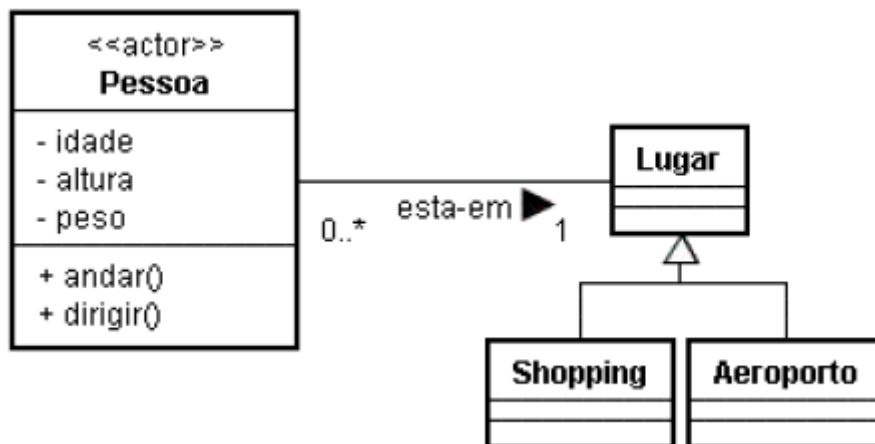 <<actor>>
Pessoa
- idade
- altura
- peso
+ andar()
+ dirigir()
0..*
esta-em
1
Lugar
Shopping
Aeroporto